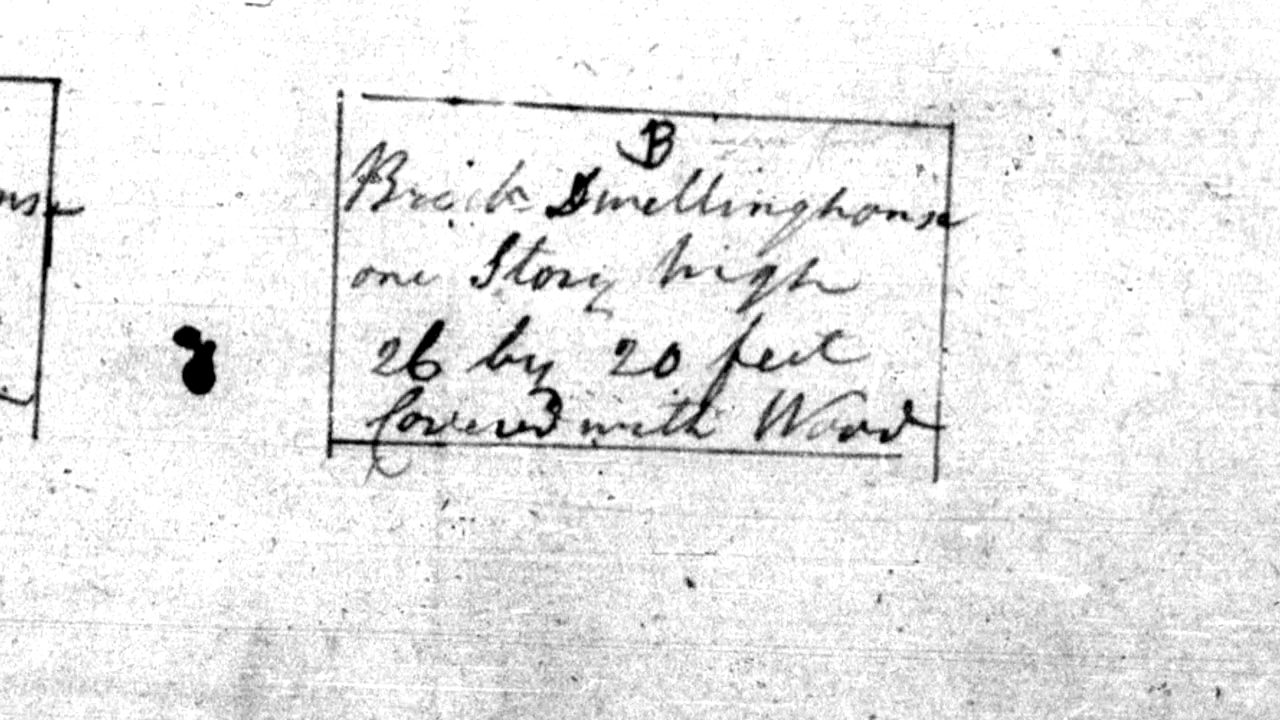 B
Brick Dwellinghouse
one Story high
26 by 20 feet
Covered with Wood